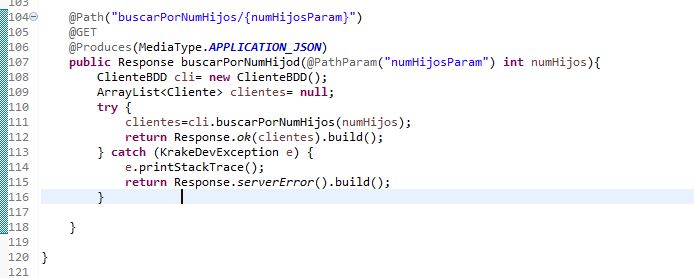 103
104 @Path("buscarPorNumHijos/{numHijosParam}")
105 @GET
106 @Produces(MediaType.APPLICATION_JSON)
107 public Response buscarPorNumHijod(@PathParam("numHijosParam") int numHijos){
108 ClienteBDD cli= new ClienteBDD();
109 ArrayList<Cliente> clientes= null;
110 try {
111 clientes=cli.buscarPorNumHijos(numHijos);
112 return Response.ok(clientes).build();
113 } catch (KrakeDevException e) {
114 e.printStackTrace();
115 return Response.serverError().build();
116 }
117
118 }
119
120 }
121